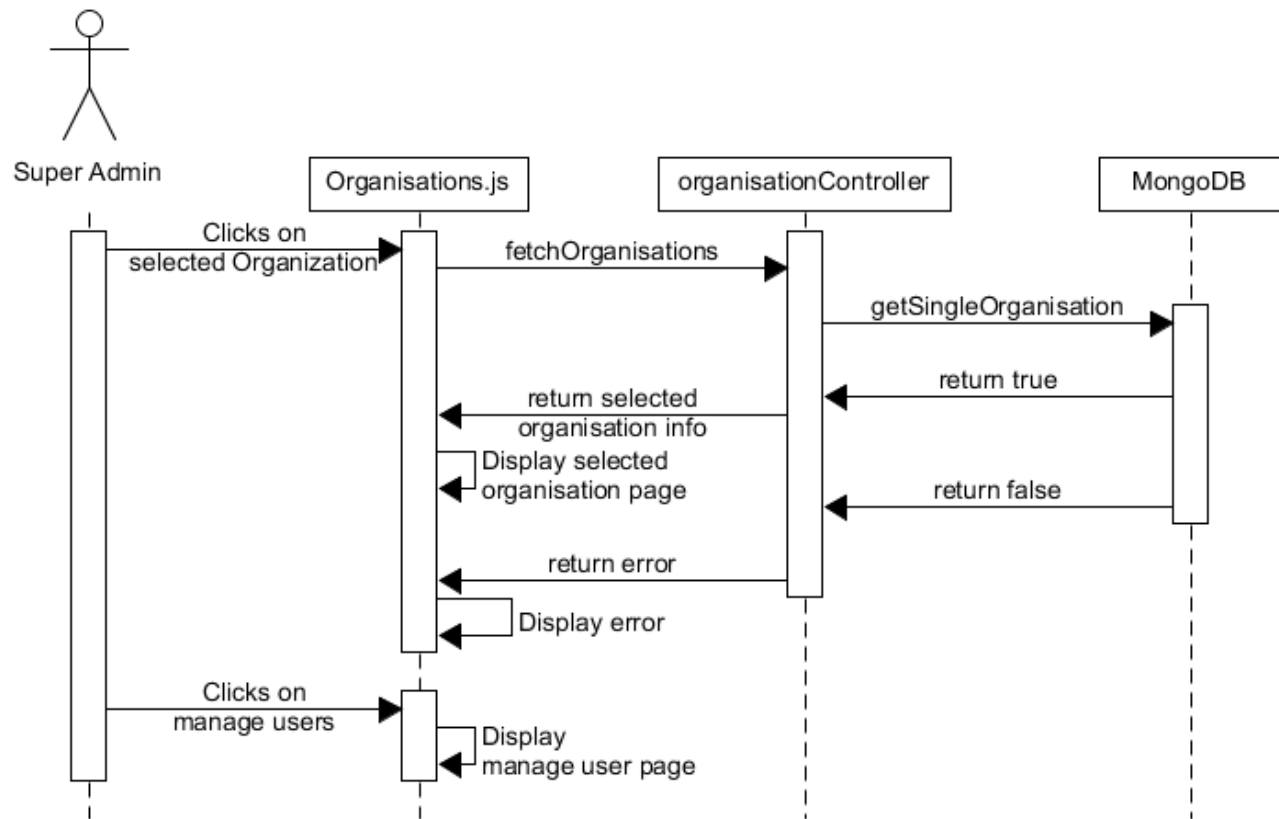 Super Admin
Organisations.js
organisationController
MongoDB
Clicks on
selected Organization
fetchOrganisations
getSingleOrganisation
return true
return selected
organisation info
Display selected
organisation page
return false
return error
Display error
Clicks on
manage users
Display
manage user page